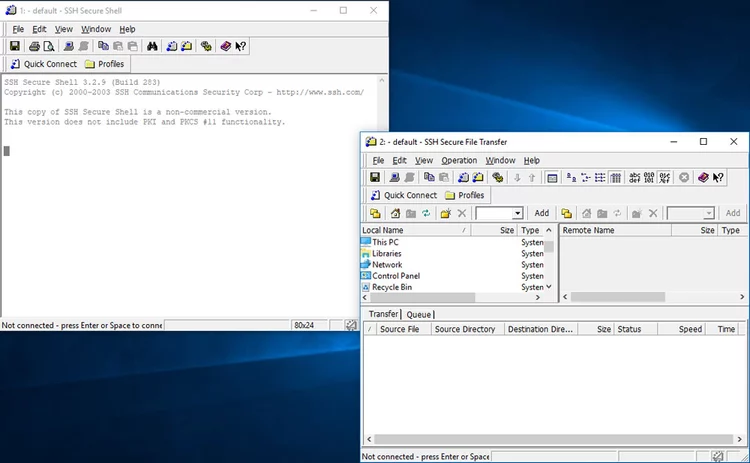 1: - default - SSH Secure Shell
File Edit View Window Help
Quick Connect Profiles
SSH Secure Shell 3.2.9 (Build 283)
Copyright (c) 2000-2003 SSH Communications Security Corp - http://www.ssh.com/
This copy of SSH Secure Shell is a non-commercial version.
This version does not include PKI and PKCS #11 functionality.
Not connected - press Enter or Space to conne
80x24
2: - default - SSH Secure File Transfer
File Edit View Operation Window Help
abc def 010 101
Quick Connect Profiles
Add Add
Local Name / Size Type
This PC System
Libraries System
Network System
Control Panel System
Recycle Bin System
Remote Name Size Type
Transfer Queue
/ Source File Source Directory Destination Dire... Size Status Speed Time
Not connected - press Enter or Space